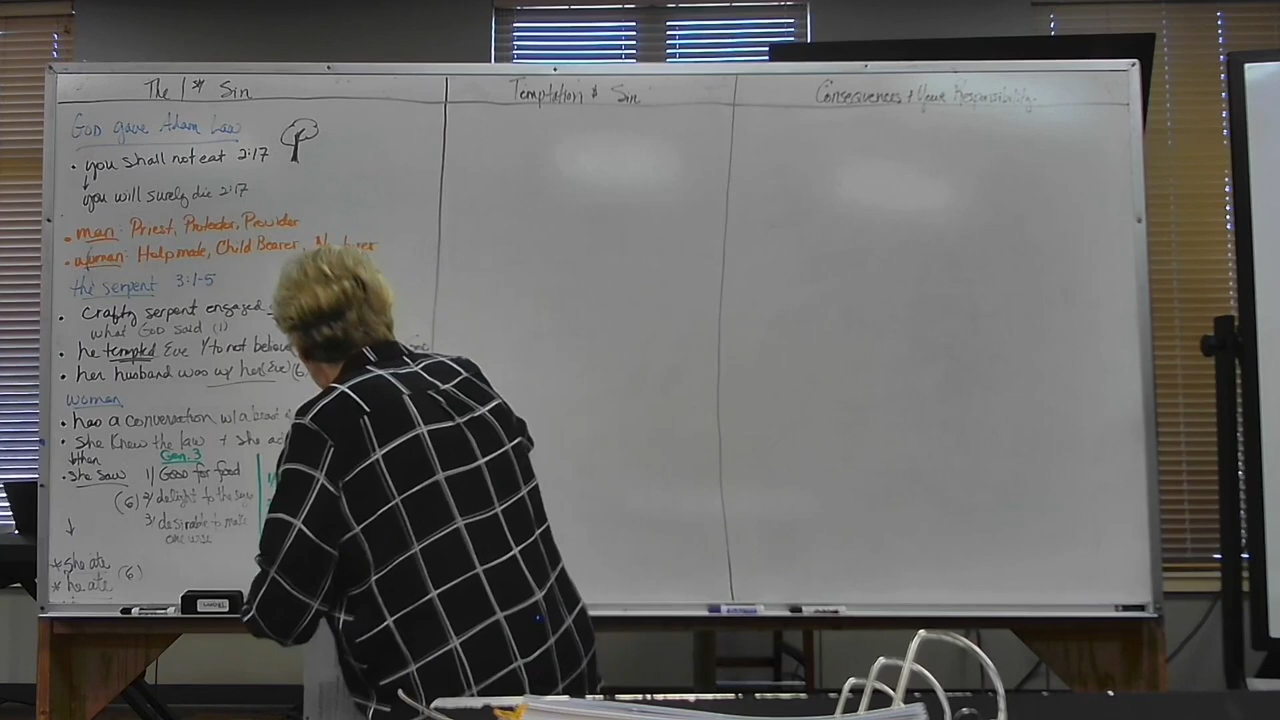 The 1st Sin
Temptation & Sin
Consequences + Your Responsibility
God gave Adam Law
• you shall not eat 2:17
↓
you will surely die 2:17
• man: Priest, Protector, Provider
• woman: Helpmate, Child Bearer,
the serpent 3:1-5
• crafty serpent engaged
what God said (1)
• he tempted Eve to not believe
• her husband was w/ her (Eve) (6
woman
• has a conversation w/ a beast
• she knew the law + she
↓ then
Gen. 3
• she saw 1/ Good for food
(6) 2/ delight to the eyes
3/ desirable to make
one wise
↓
* she ate
* he ate (6)